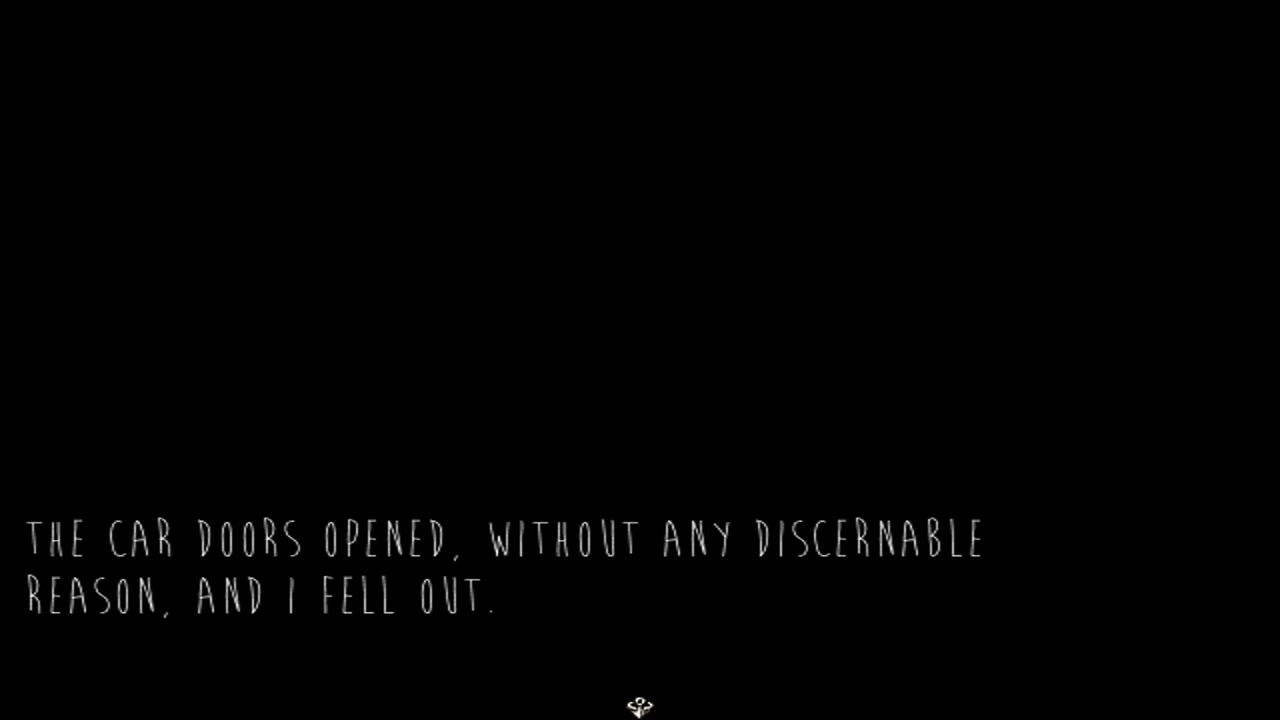 THE CAR DOORS OPENED, WITHOUT ANY DISCERNABLE
REASON, AND I FELL OUT.